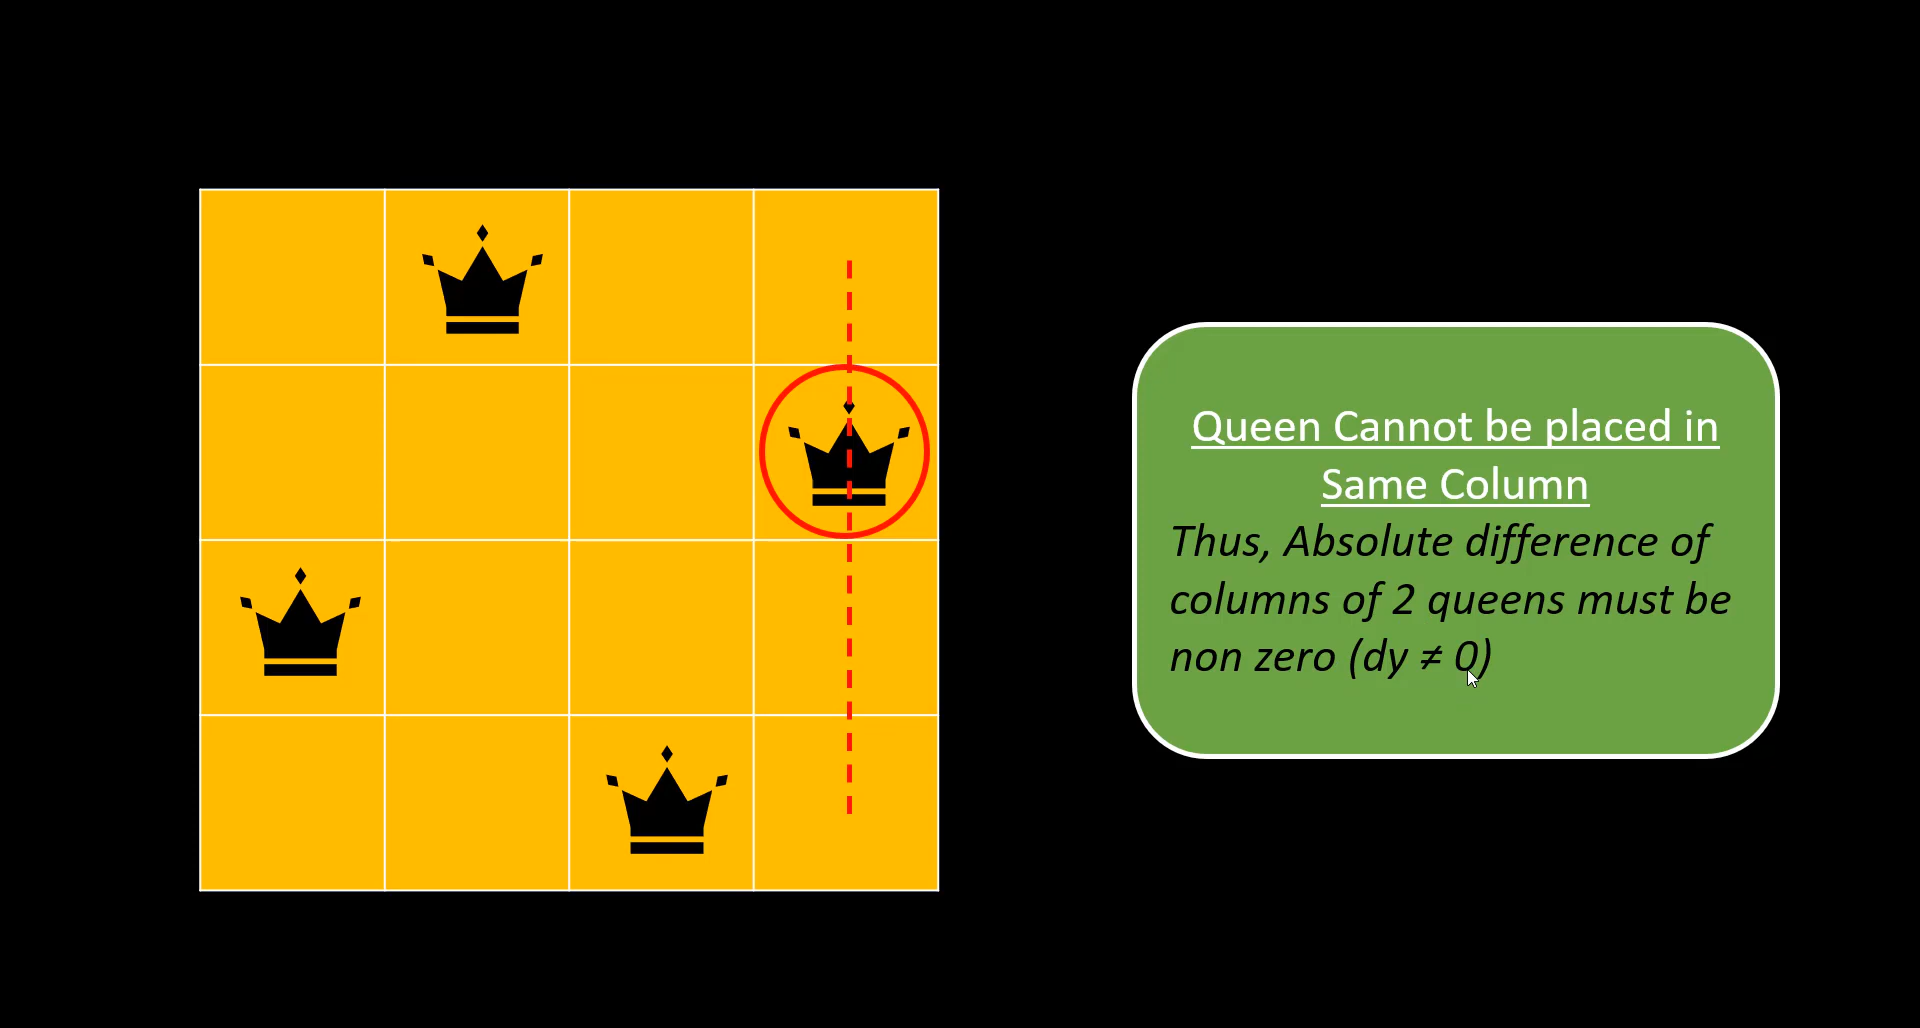 Queen Cannot be placed in
Same Column
Thus, Absolute difference of
columns of 2 queens must be
non zero (dy ≠ 0)